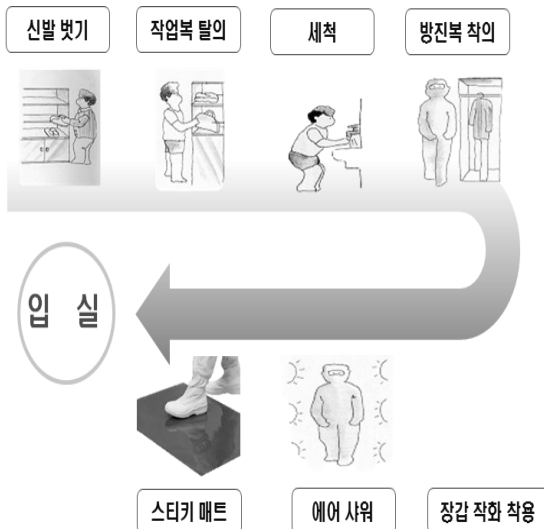 신발 벗기
작업복 탈의
세척
방진복 착의
입 실
스티키 매트
에어 샤워
장갑 작화 착용